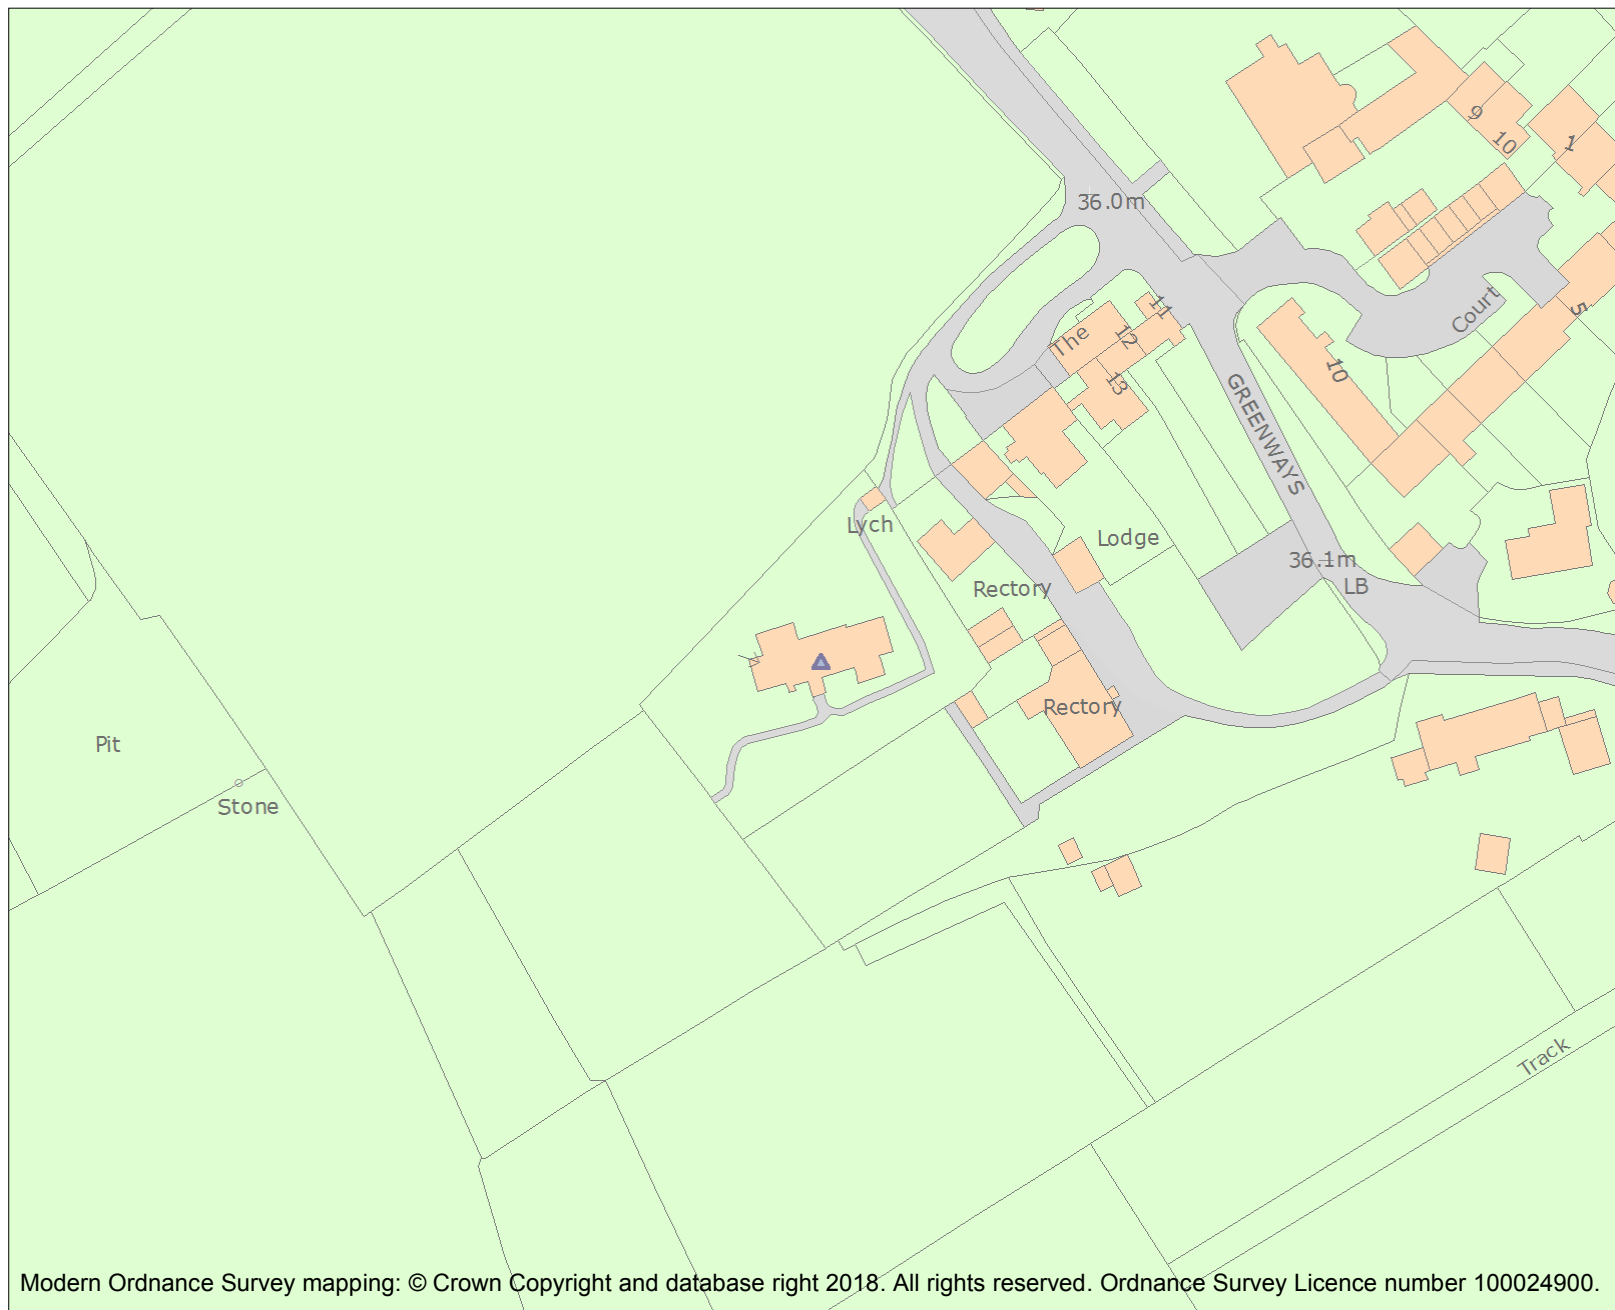 9
10
1
36.0m
Court
5
11
The
12
13
10
GREENWAYS
Lych
Lodge
36.1m
Rectory
LB
Rectory
Pit
Stone
Track
Modern Ordnance Survey mapping: © Crown Copyright and database right 2018. All rights reserved. Ordnance Survey Licence number 100024900.